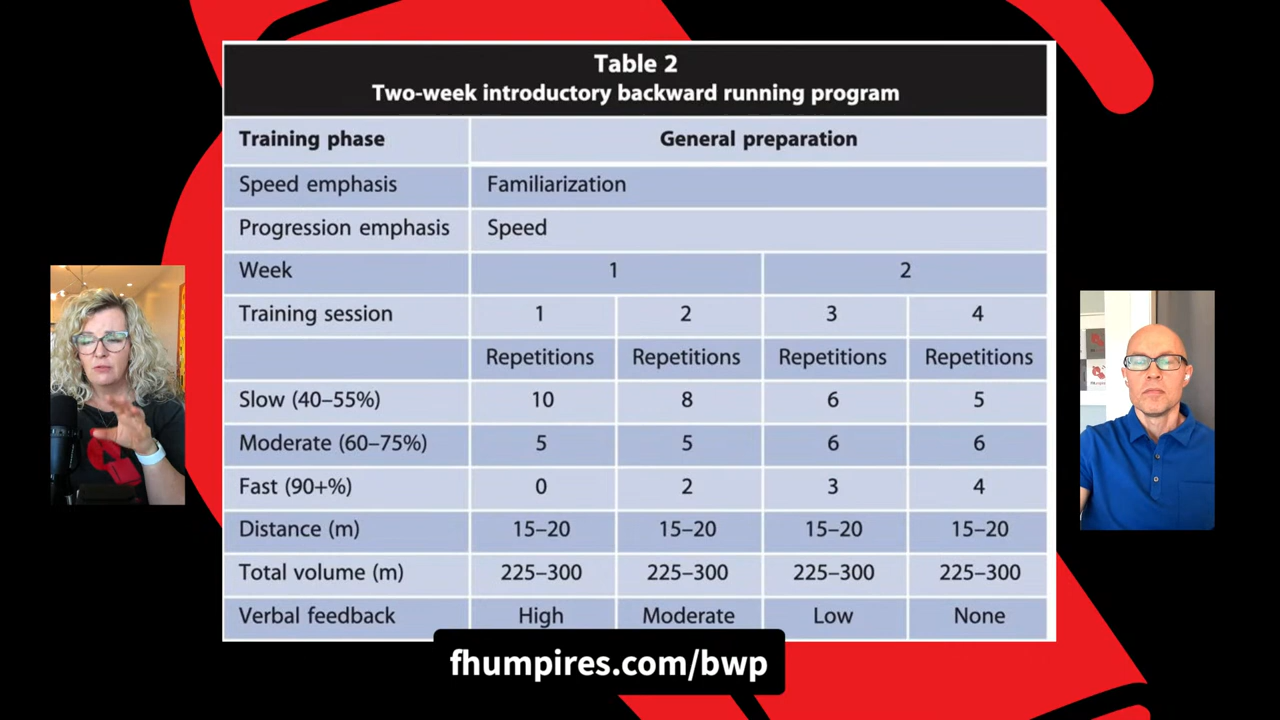 Table 2
Two-week introductory backward running program
Training phase General preparation
Speed emphasis Familiarization
Progression emphasis Speed
Week 1 2
Training session 1 2 3 4
Repetitions Repetitions Repetitions Repetitions
Slow (40–55%) 10 8 6 5
Moderate (60–75%) 5 5 6 6
Fast (90+%) 0 2 3 4
Distance (m) 15–20 15–20 15–20 15–20
Total volume (m) 225–300 225–300 225–300 225–300
Verbal feedback High Moderate Low None
fhumpires.com/bwp